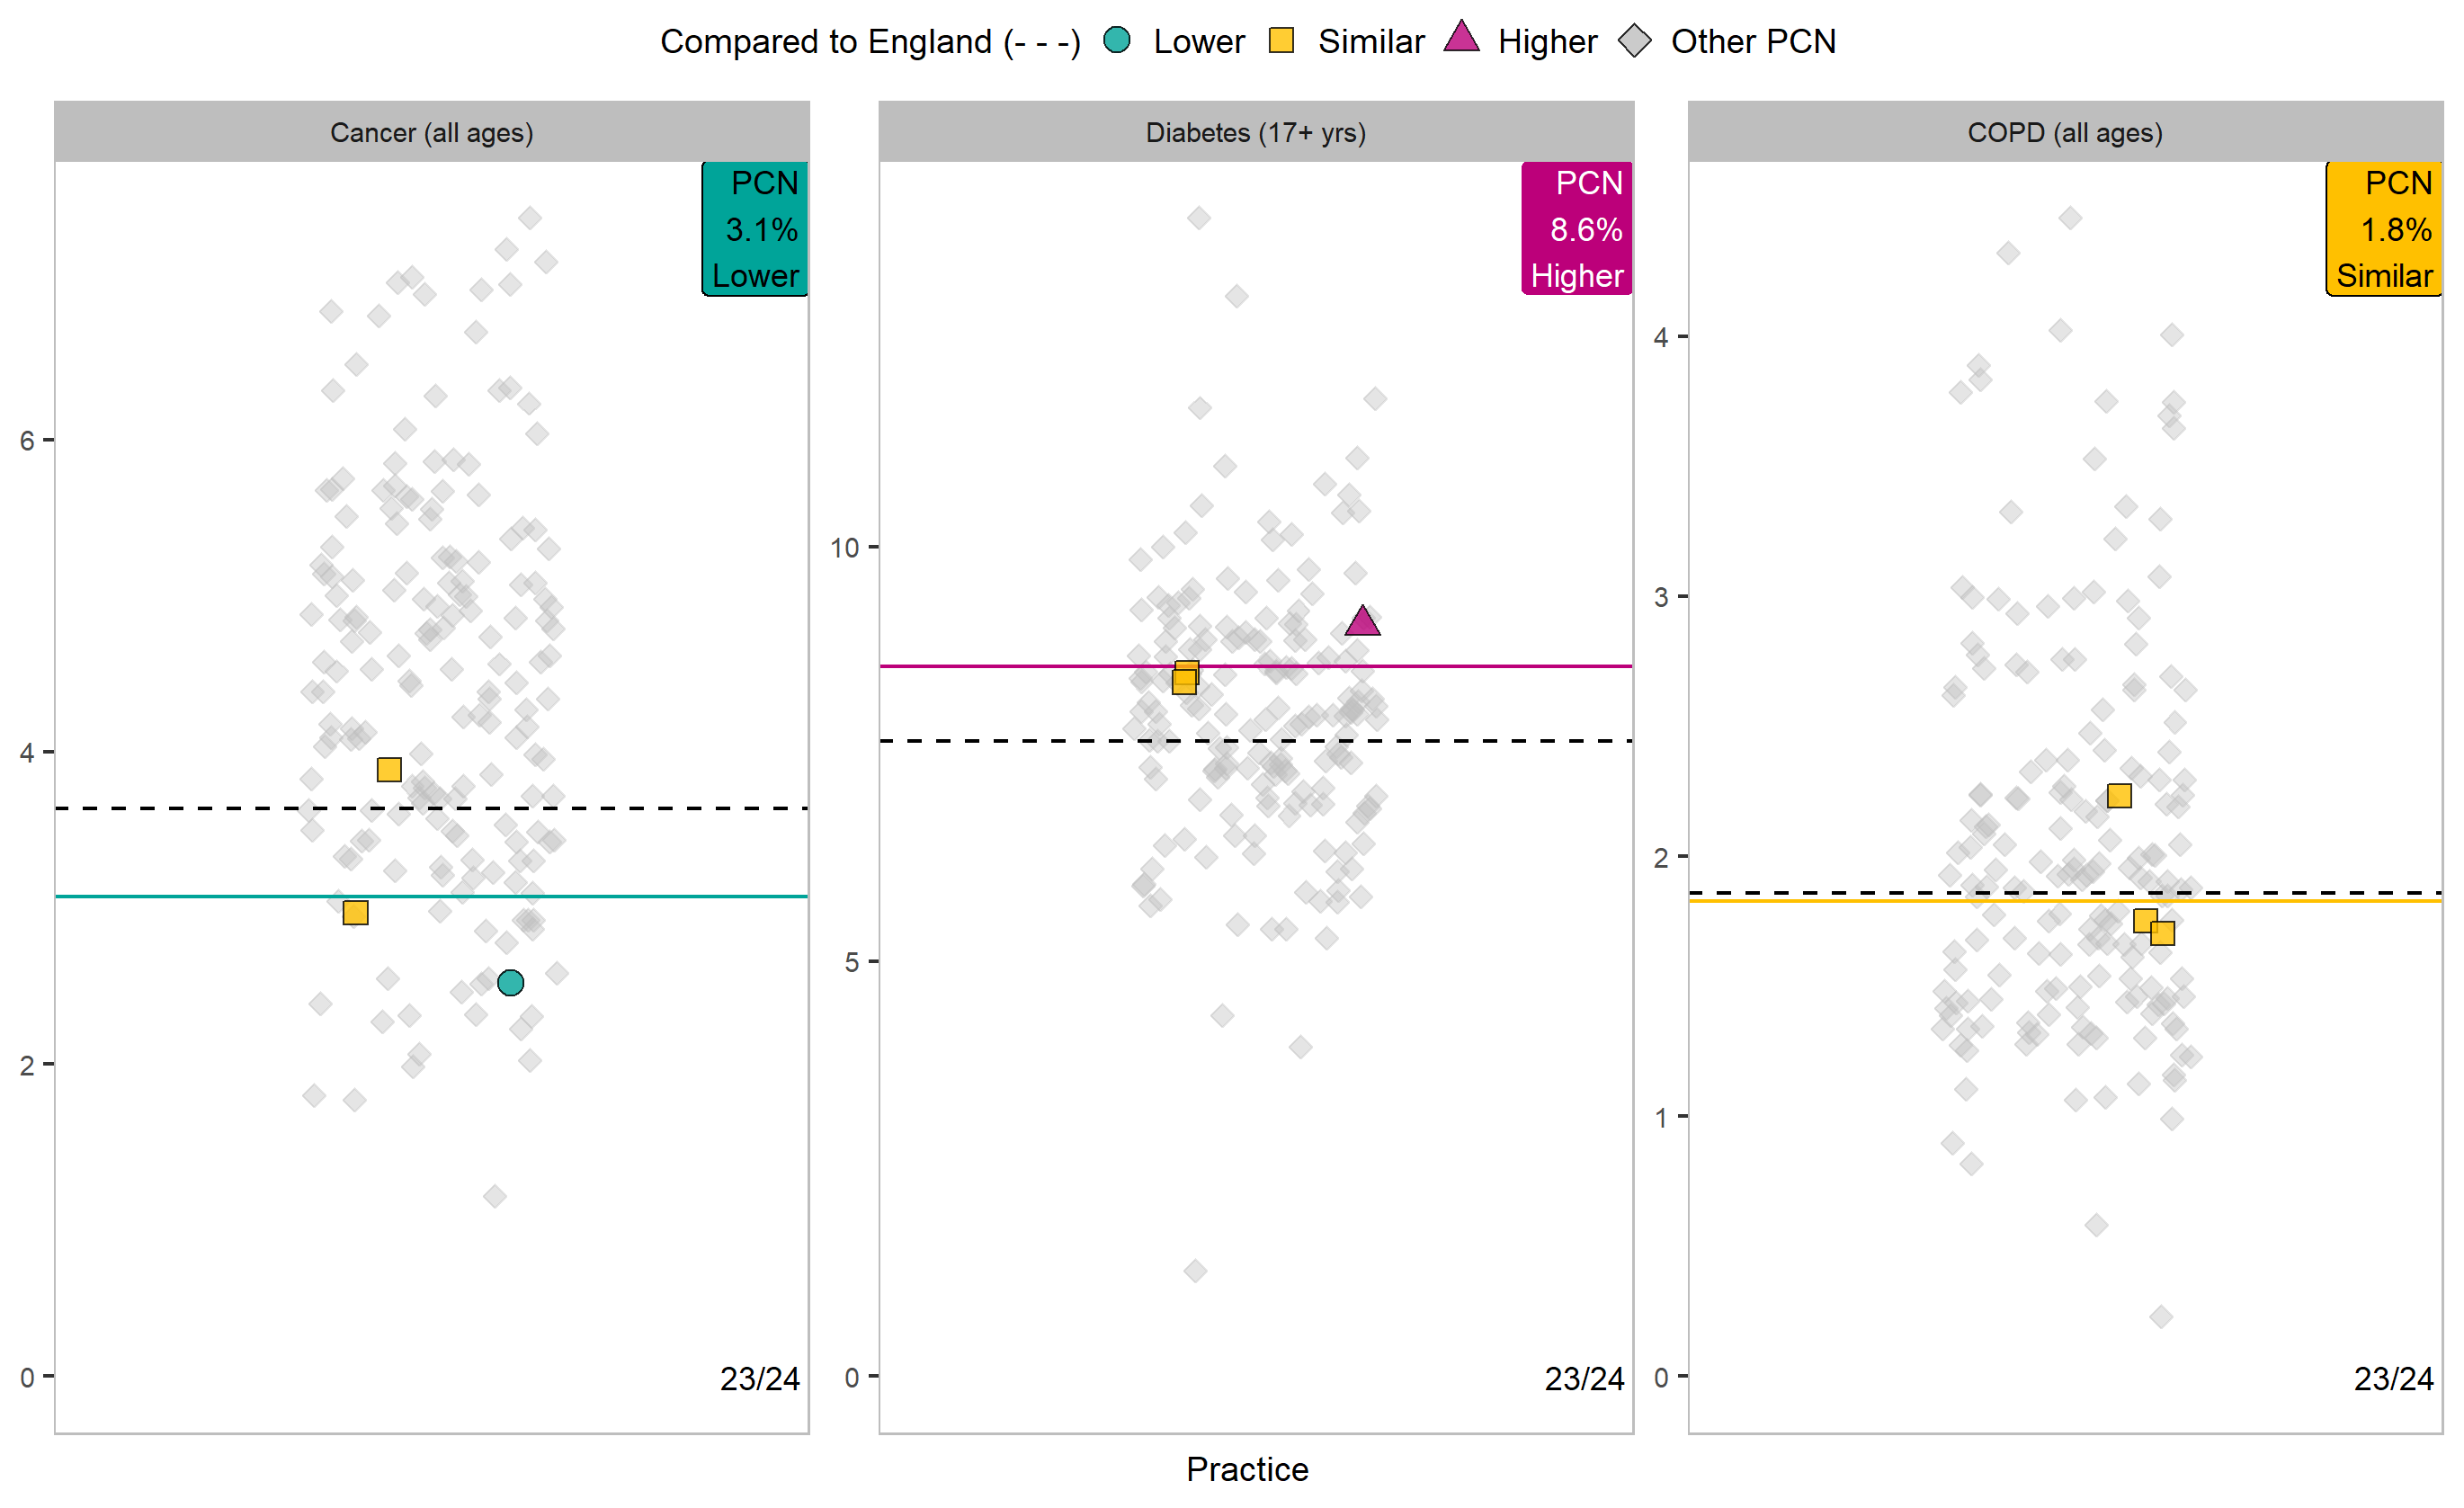 Compared to England (- - -) Lower Similar Higher Other PCN
Cancer (all ages)
PCN
3.1%
Lower
6
4
2
0
23/24
Diabetes (17+ yrs)
PCN
8.6%
Higher
10
5
0
23/24
COPD (all ages)
PCN
1.8%
Similar
4
3
2
1
0
23/24
Practice